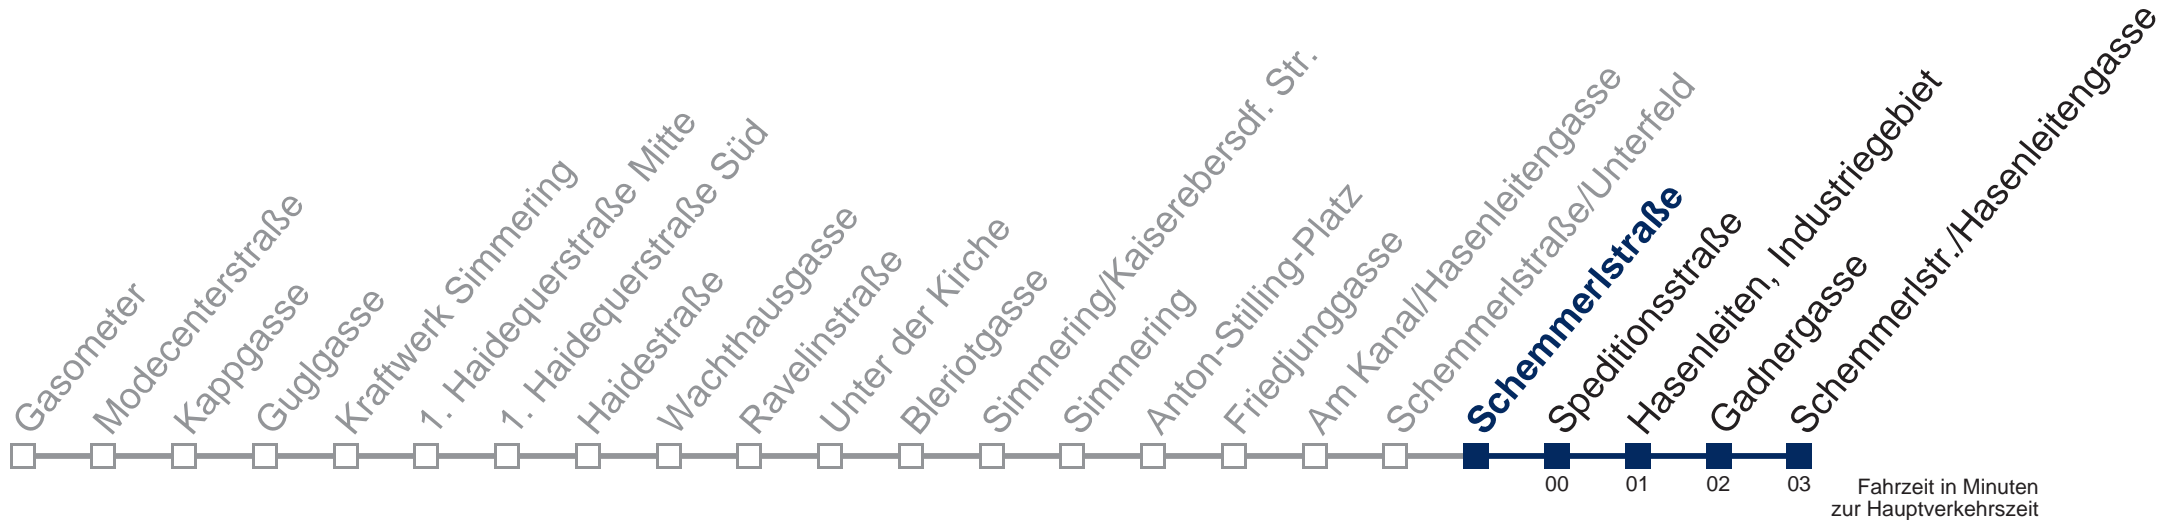 Gasometer
Modecenterstraße
Kappgasse
Guglgasse
Kraftwerk Simmering
1. Haidequerstraße Mitte
1. Haidequerstraße Süd
Haidestraße
Wachthausgasse
Ravelinstraße
Unter der Kirche
Bleriotgasse
Simmering/Kaiserebersdf. Str.
Simmering
Anton-Stilling-Platz
Friedjunggasse
Am Kanal/Hasenleitengasse
Schemmerlstraße/Unterfeld
Schemmerlstraße
Speditionsstraße
Hasenleiten, Industriegebiet
Gadnergasse
Schemmerlstr./Hasenleitengasse
00 01 02 03
Fahrzeit in Minuten
zur Hauptverkehrszeit